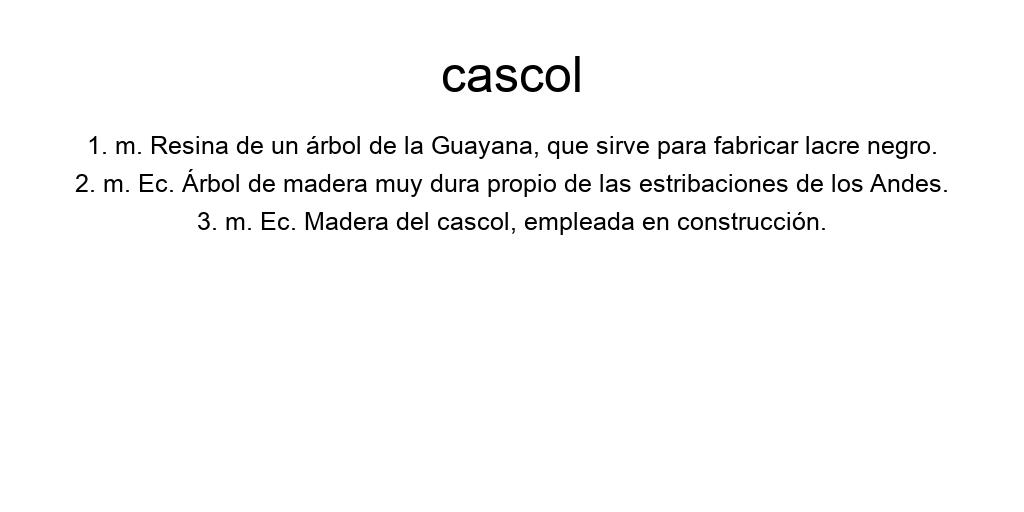 cascol
1. m. Resina de un árbol de la Guayana, que sirve para fabricar lacre negro.
2. m. Ec. Árbol de madera muy dura propio de las estribaciones de los Andes.
3. m. Ec. Madera del cascol, empleada en construcción.